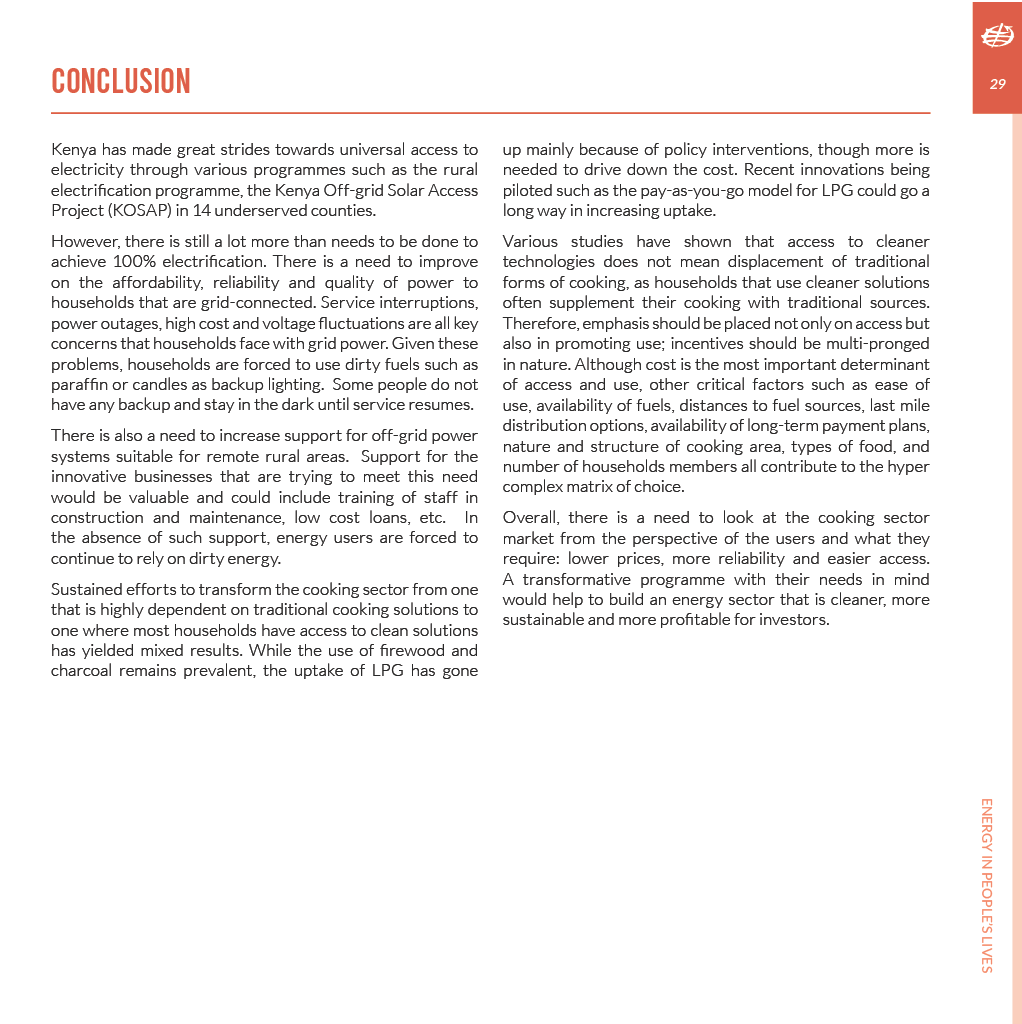 29
CONCLUSION
Kenya has made great strides towards universal access to
electricity through various programmes such as the rural
electrification programme, the Kenya Off-grid Solar Access
Project (KOSAP) in 14 underserved counties.
However, there is still a lot more than needs to be done to
achieve 100% electrification. There is a need to improve
on the affordability, reliability and quality of power to
households that are grid-connected. Service interruptions,
power outages, high cost and voltage fluctuations are all key
concerns that households face with grid power. Given these
problems, households are forced to use dirty fuels such as
paraffin or candles as backup lighting. Some people do not
have any backup and stay in the dark until service resumes.
There is also a need to increase support for off-grid power
systems suitable for remote rural areas. Support for the
innovative businesses that are trying to meet this need
would be valuable and could include training of staff in
construction and maintenance, low cost loans, etc. In
the absence of such support, energy users are forced to
continue to rely on dirty energy.
Sustained efforts to transform the cooking sector from one
that is highly dependent on traditional cooking solutions to
one where most households have access to clean solutions
has yielded mixed results. While the use of firewood and
charcoal remains prevalent, the uptake of LPG has gone
up mainly because of policy interventions, though more is
needed to drive down the cost. Recent innovations being
piloted such as the pay-as-you-go model for LPG could go a
long way in increasing uptake.
Various studies have shown that access to cleaner
technologies does not mean displacement of traditional
forms of cooking, as households that use cleaner solutions
often supplement their cooking with traditional sources.
Therefore, emphasis should be placed not only on access but
also in promoting use; incentives should be multi-pronged
in nature. Although cost is the most important determinant
of access and use, other critical factors such as ease of
use, availability of fuels, distances to fuel sources, last mile
distribution options, availability of long-term payment plans,
nature and structure of cooking area, types of food, and
number of households members all contribute to the hyper
complex matrix of choice.
Overall, there is a need to look at the cooking sector
market from the perspective of the users and what they
require: lower prices, more reliability and easier access.
A transformative programme with their needs in mind
would help to build an energy sector that is cleaner, more
sustainable and more profitable for investors.
ENERGY IN PEOPLE'S LIVES